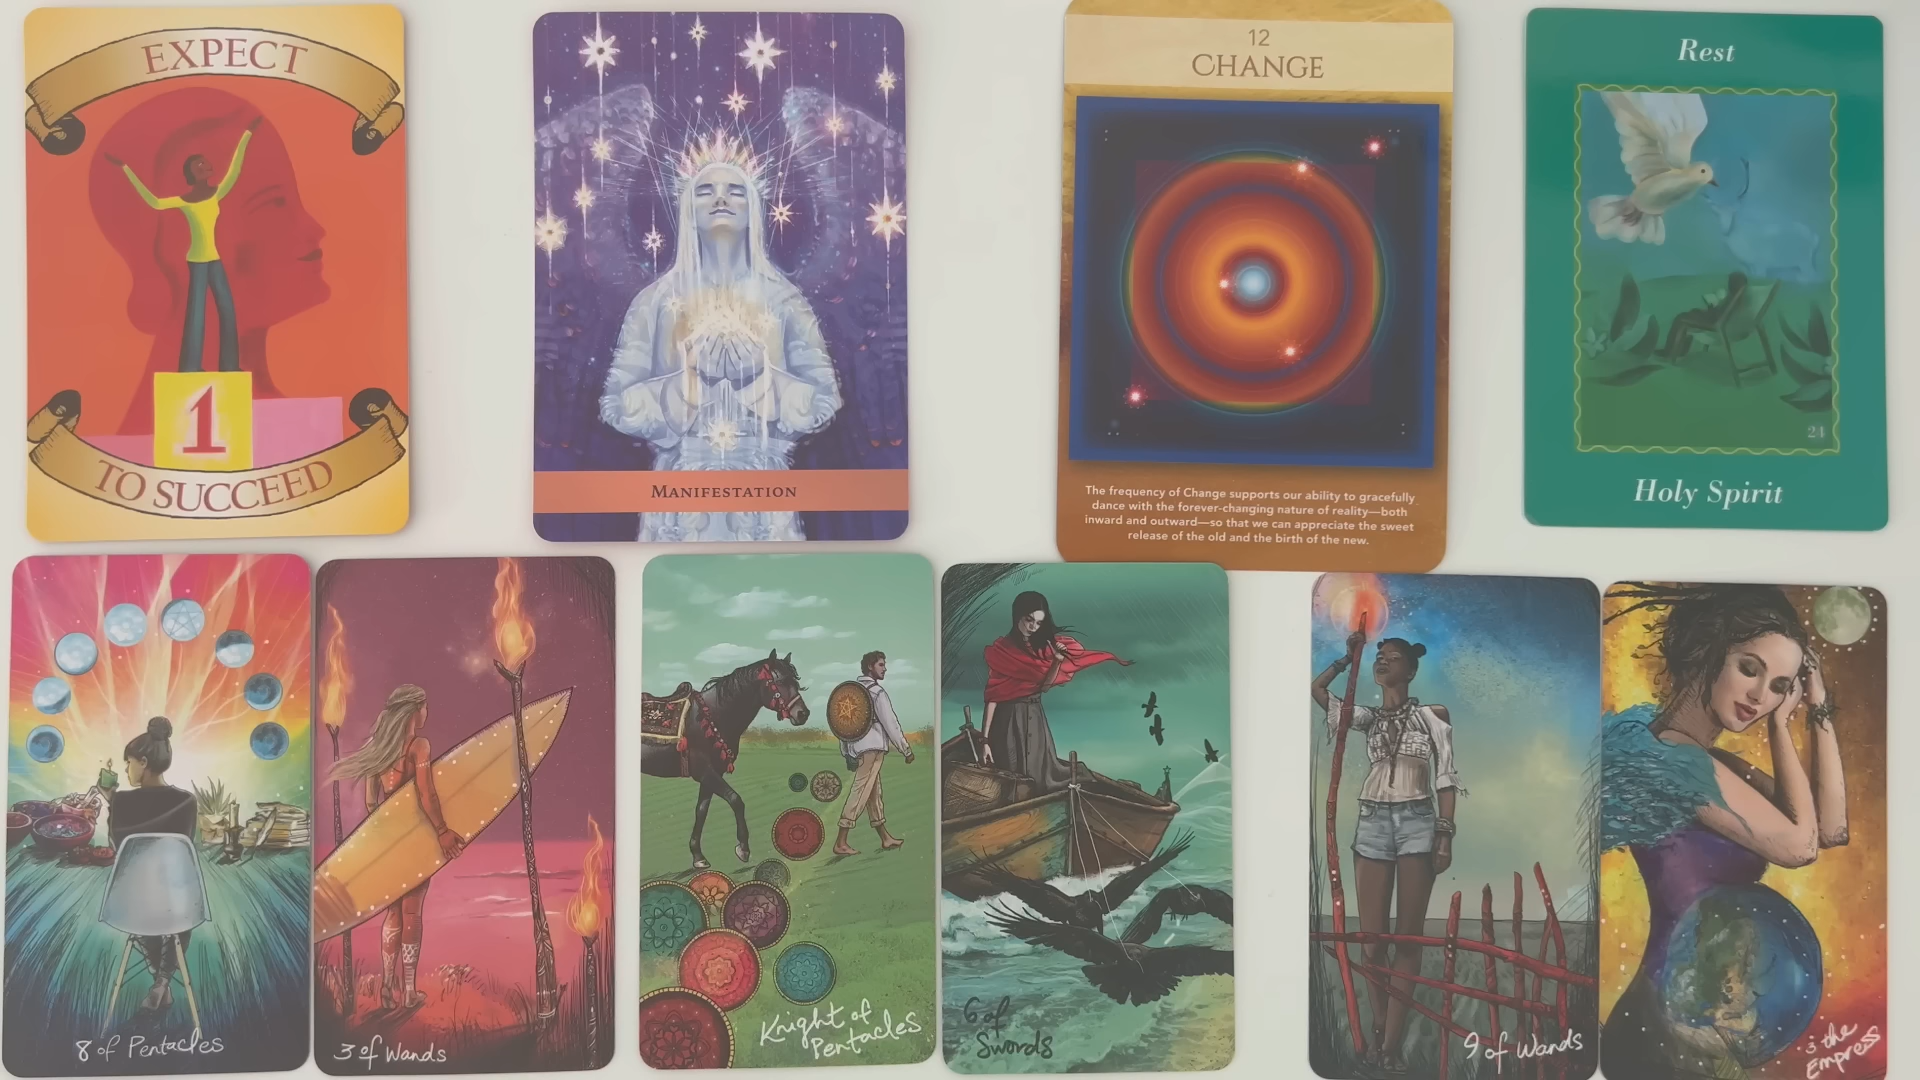 EXPECT
1
TO SUCCEED
MANIFESTATION
12
CHANGE
The frequency of Change supports our ability to gracefully
dance with the forever-changing nature of reality—both
inward and outward—so that we can appreciate the sweet
release of the old and the birth of the new.
Rest
24
Holy Spirit
8 of Pentacles
3 of Wands
Knight of
Pentacles
6 of
Swords
9 of Wands
3 the
Empress